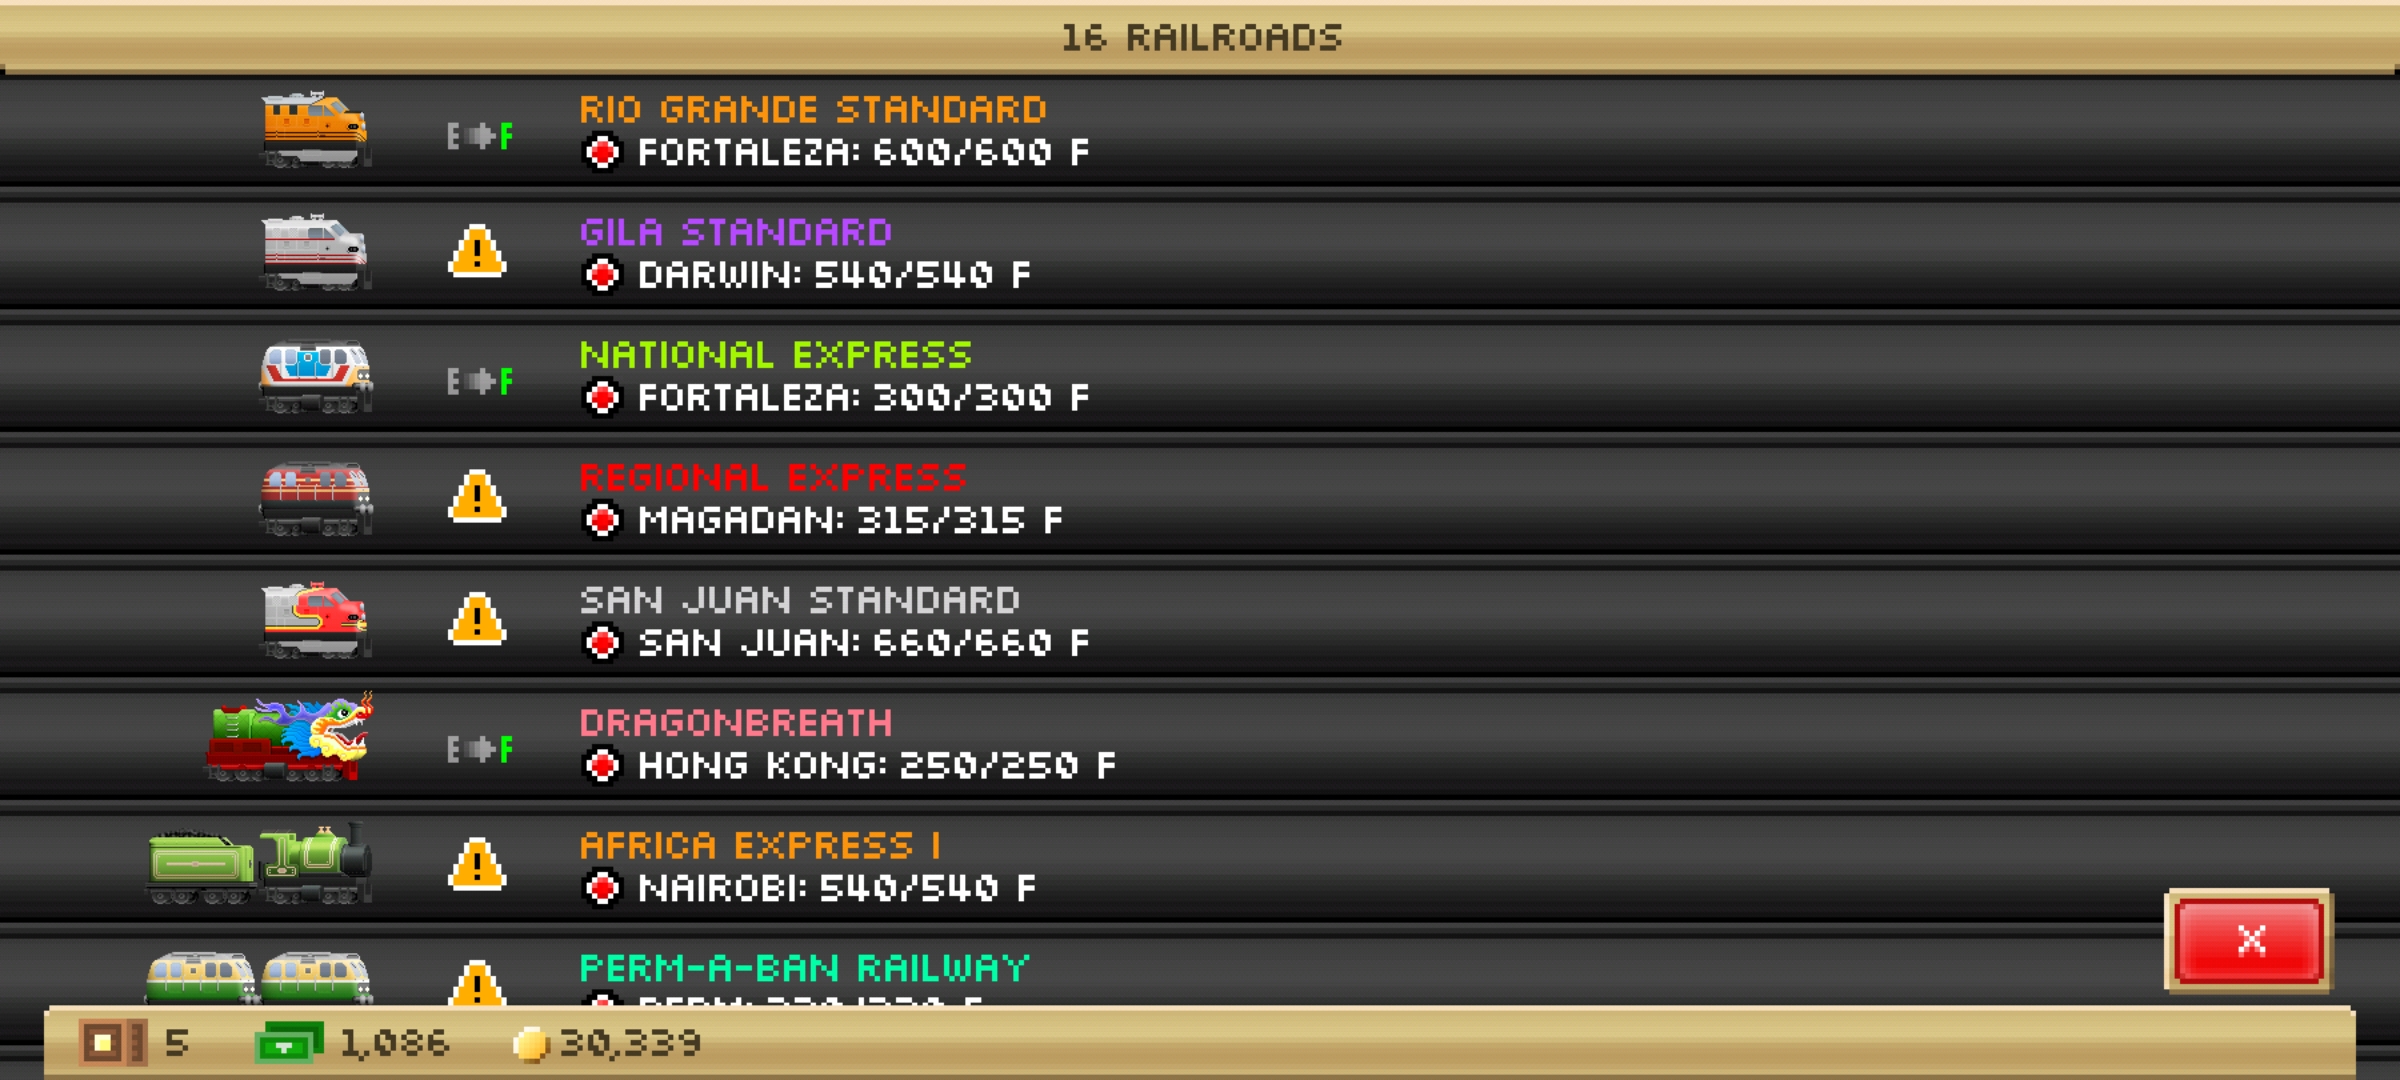 16 RAILROADS
E F
RIO GRANDE STANDARD
FORTALEZA: 600/600 F
!
GILA STANDARD
DARWIN: 540/540 F
E F
NATIONAL EXPRESS
FORTALEZA: 300/300 F
!
REGIONAL EXPRESS
MAGADAN: 315/315 F
!
SAN JUAN STANDARD
SAN JUAN: 660/660 F
E F
DRAGONBREATH
HONG KONG: 250/250 F
!
AFRICA EXPRESS I
NAIROBI: 540/540 F
!
PERM-A-BAN RAILWAY
X
5 1,086 30,339